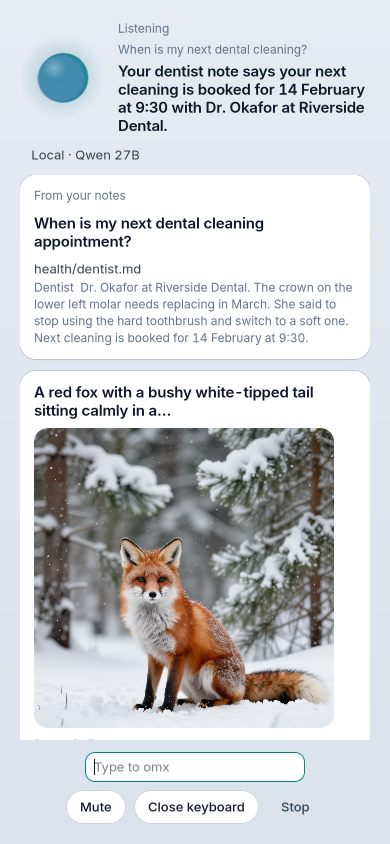 Listening
When is my next dental cleaning?
Your dentist note says your next
cleaning is booked for 14 February
at 9:30 with Dr. Okafor at Riverside
Dental.
Local · Qwen 27B
From your notes
When is my next dental cleaning
appointment?
health/dentist.md
Dentist Dr. Okafor at Riverside Dental. The crown on the
lower left molar needs replacing in March. She said to
stop using the hard toothbrush and switch to a soft one.
Next cleaning is booked for 14 February at 9:30.
A red fox with a bushy white-tipped tail
sitting calmly in a...
Type to omx
Mute
Close keyboard
Stop